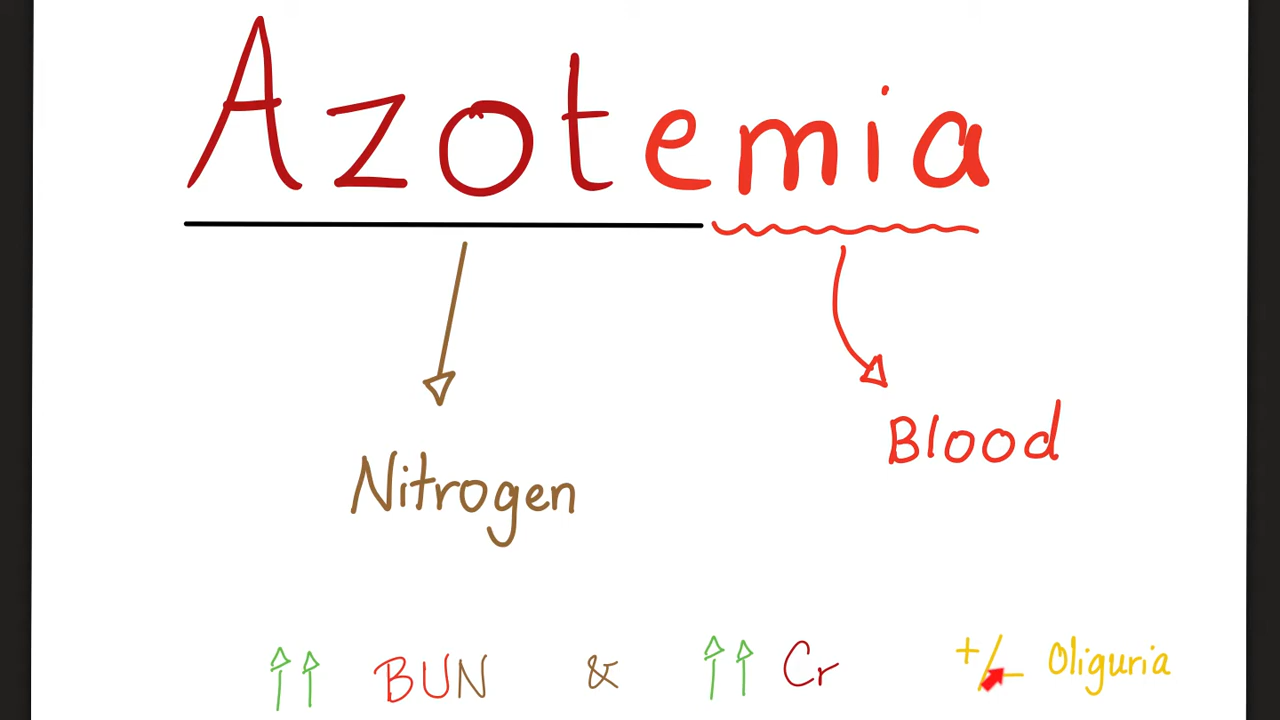 Azotemia
Blood
Nitrogen
↑↑ BUN & ↑↑ Cr +/- Oliguria